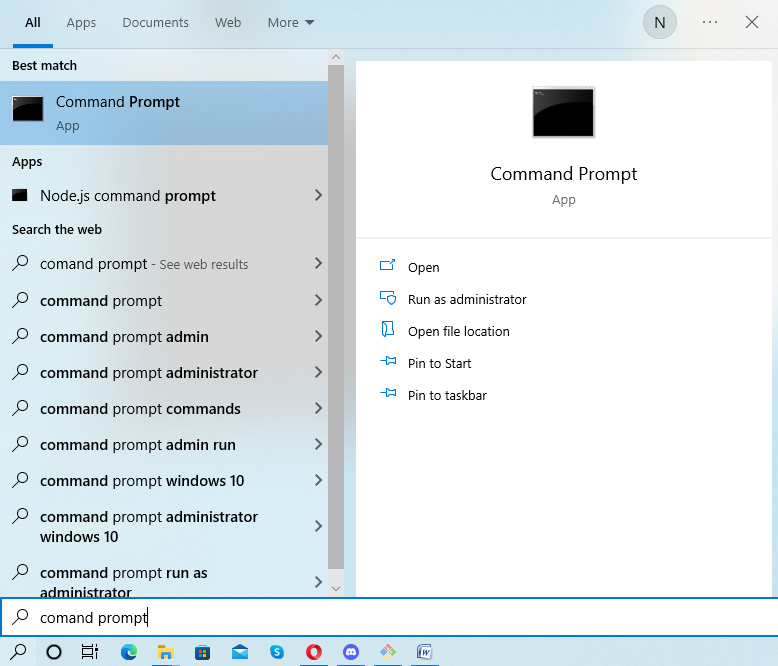 All Apps Documents Web More N ...
Best match
Command Prompt
App
Apps
Node.js command prompt
Search the web
comand prompt - See web results
command prompt
command prompt admin
command prompt administrator
command prompt commands
command prompt admin run
command prompt windows 10
command prompt administrator
windows 10
command prompt run as
administrator
Command Prompt
App
Open
Run as administrator
Open file location
Pin to Start
Pin to taskbar
comand prompt